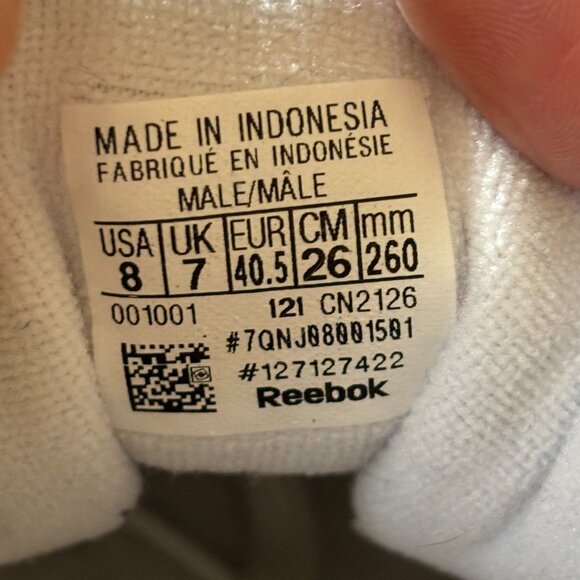 MADE IN INDONESIA
FABRIQUÉ EN INDONÉSIE
MALE/MÂLE
USA UK EUR CM mm
8 7 40.5 26 260
001001 121 CN2126
#7QNJ08001501
#127127422
Reebok